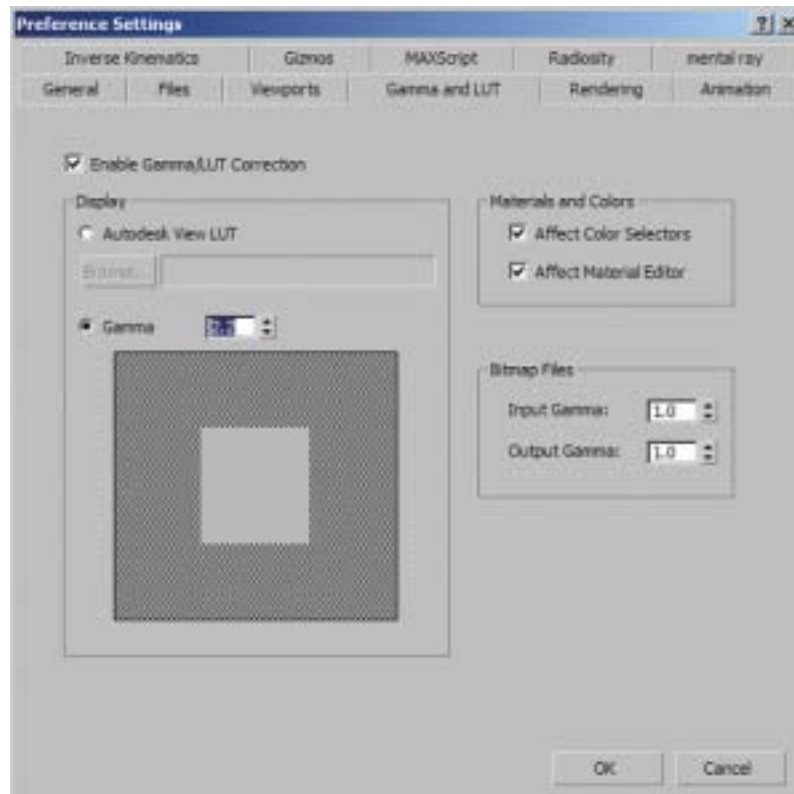 Preference Settings
Inverse Kinematics Gizmos MAXScript Radiosity mental ray
General Files Viewports Gamma and LUT Rendering Animation
Enable Gamma/LUT Correction
Display
Autodesk View LUT
Browse...
Gamma
Materials and Colors
Affect Color Selectors
Affect Material Editor
Bitmap Files
Input Gamma: 1.0
Output Gamma: 1.0
OK Cancel